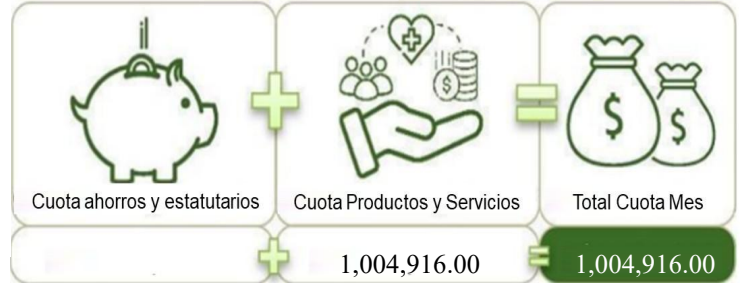 Cuota ahorros y estatutarios
Cuota Productos y Servicios
Total Cuota Mes
1,004,916.00
1,004,916.00